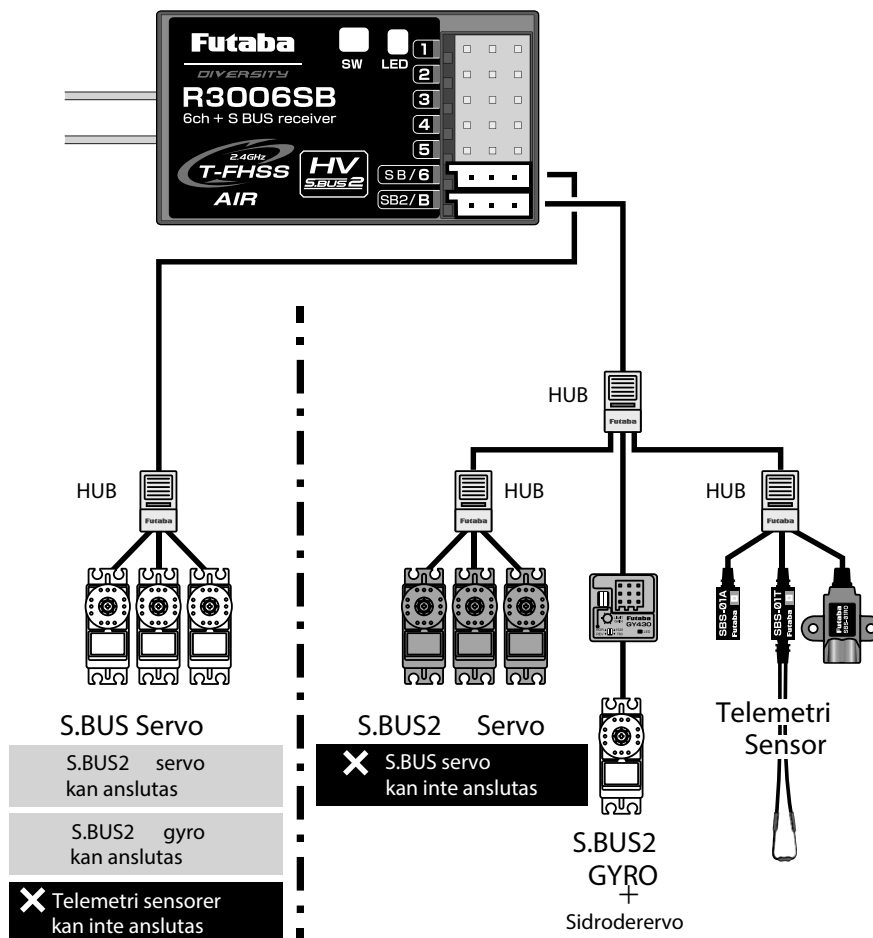 Futaba
DIVERSITY
R3006SB
6ch + S BUS receiver
2.4GHz
T-FHSS
AIR
HV
S.BUS2
SW
LED
1
2
3
4
5
SB/6
SB2/B
HUB
Futaba
HUB
Futaba
HUB
Futaba
HUB
Futaba
Futaba
GY430
LED
SBS-01A
Futaba
SBS-01T
Futaba
Futaba
S.BUS Servo
S.BUS2 servo
kan anslutas
S.BUS2 gyro
kan anslutas
Telemetri sensorer
kan inte anslutas
S.BUS2 Servo
S.BUS servo
kan inte anslutas
S.BUS2
GYRO
+
Sidroderervo
Telemetri
Sensor